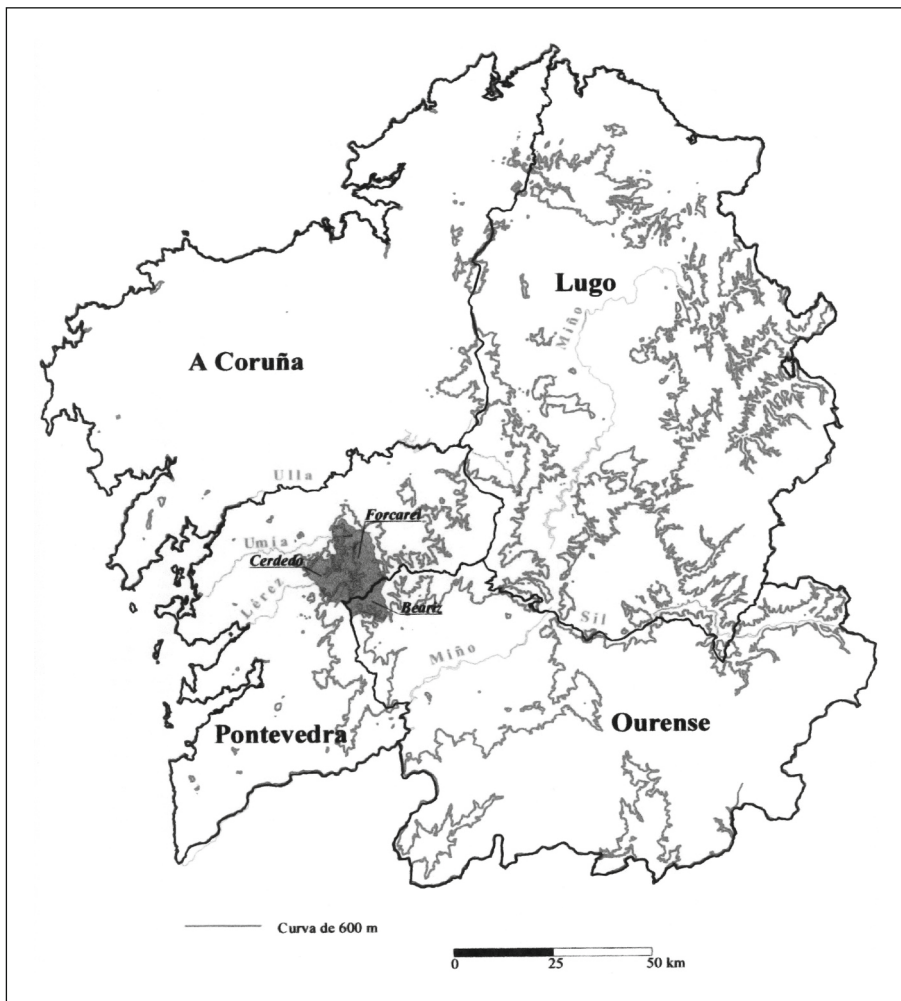 Lugo
Miño
A Coruña
Ulla
Forcarei
Umia
Cerdedo
Lérez
Beariz
Sil
Miño
Pontevedra
Ourense
Curva de 600 m
0 25 50 km